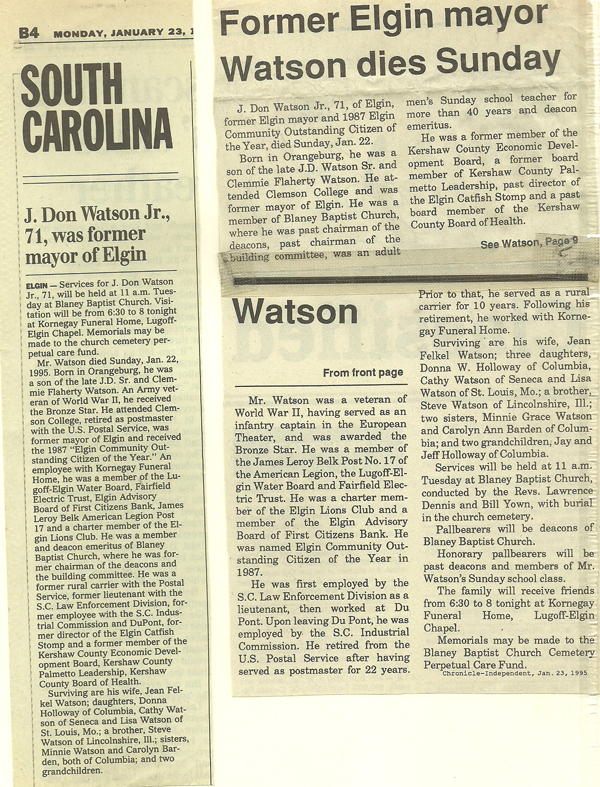 B4 MONDAY, JANUARY 23, 1
SOUTH
CAROLINA
J. Don Watson Jr.,
71, was former
mayor of Elgin
ELGIN — Services for J. Don Watson
Jr., 71, will be held at 11 a.m. Tues-
day at Blaney Baptist Church. Visi-
tation will be from 6:30 to 8 tonight
at Kornegay Funeral Home, Lugoff-
Elgin Chapel. Memorials may be
made to the church cemetery per-
petual care fund.
Mr. Watson died Sunday, Jan. 22,
1995. Born in Orangeburg, he was
a son of the late J.D. Sr. and Clem-
mie Flaherty Watson. An Army vet-
eran of World War II, he received
the Bronze Star. He attended Clem-
son College, retired as postmaster
with the U.S. Postal Service, was
former mayor of Elgin and received
the 1987 "Elgin Community Out-
standing Citizen of the Year." An
employee with Kornegay Funeral
Home, he was a member of the Lu-
goff-Elgin Water Board, Fairfield
Electric Trust, Elgin Advisory
Board of First Citizens Bank, James
Leroy Belk American Legion Post
17 and a charter member of the El-
gin Lions Club. He was a member
and deacon emeritus of Blaney
Baptist Church, where he was for-
mer chairman of the deacons and
the building committee. He was a
former rural carrier with the Postal
Service, former lieutenant with the
S.C. Law Enforcement Division, for-
mer employee with the S.C. Indus-
trial Commission and DuPont, for-
mer director of the Elgin Catfish
Stomp and a former member of the
Kershaw County Economic Devel-
opment Board, Kershaw County
Palmetto Leadership, Kershaw
County Board of Health.
Surviving are his wife, Jean Fel-
kel Watson; daughters, Donna
Holloway of Columbia, Cathy Wat-
son of Seneca and Lisa Watson of
St. Louis, Mo.; a brother, Steve
Watson of Lincolnshire, Ill.; sisters,
Minnie Watson and Carolyn Bar-
den, both of Columbia; and two
grandchildren.
Former Elgin mayor
Watson dies Sunday
J. Don Watson Jr., 71, of Elgin,
former Elgin mayor and 1987 Elgin
Community Outstanding Citizen of
the Year, died Sunday, Jan. 22.
Born in Orangeburg, he was a
son of the late J.D. Watson Sr. and
Clemmie Flaherty Watson. He at-
tended Clemson College and was
former mayor of Elgin. He was a
member of Blaney Baptist Church,
where he was past chairman of the
deacons, past chairman of the
building committee, was an adult
men's Sunday school teacher for
more than 40 years and deacon
emeritus.
He was a former member of the
Kershaw County Economic Devel-
opment Board, a former board
member of Kershaw County Pal-
metto Leadership, past director of
the Elgin Catfish Stomp and a past
board member of the Kershaw
County Board of Health.
See Watson, Page 9
Watson
From front page
Mr. Watson was a veteran of
World War II, having served as an
infantry captain in the European
Theater, and was awarded the
Bronze Star. He was a member of
the James Leroy Belk Post No. 17 of
the American Legion, the Lugoff-El-
gin Water Board and Fairfield Elec-
tric Trust. He was a charter mem-
ber of the Elgin Lions Club and a
member of the Elgin Advisory
Board of First Citizens Bank. He
was named Elgin Community Out-
standing Citizen of the Year in
1987.
He was first employed by the
S.C. Law Enforcement Division as a
lieutenant, then worked at Du
Pont. Upon leaving Du Pont, he was
employed by the S.C. Industrial
Commission. He retired from the
U.S. Postal Service after having
served as postmaster for 22 years.
Prior to that, he served as a rural
carrier for 10 years. Following his
retirement, he worked with Korne-
gay Funeral Home.
Surviving are his wife, Jean
Felkel Watson; three daughters,
Donna W. Holloway of Columbia,
Cathy Watson of Seneca and Lisa
Watson of St. Louis, Mo.; a brother,
Steve Watson of Lincolnshire, Ill.;
two sisters, Minnie Grace Watson
and Carolyn Ann Barden of Colum-
bia; and two grandchildren, Jay and
Jeff Holloway of Columbia.
Services will be held at 11 a.m.
Tuesday at Blaney Baptist Church,
conducted by the Revs. Lawrence
Dennis and Bill Yown, with burial
in the church cemetery.
Pallbearers will be deacons of
Blaney Baptist Church.
Honorary pallbearers will be
past deacons and members of Mr.
Watson's Sunday school class.
The family will receive friends
from 6:30 to 8 tonight at Kornegay
Funeral Home, Lugoff-Elgin
Chapel.
Memorials may be made to the
Blaney Baptist Church Cemetery
Perpetual Care Fund.
Chronicle-Independent, Jan. 23, 1995